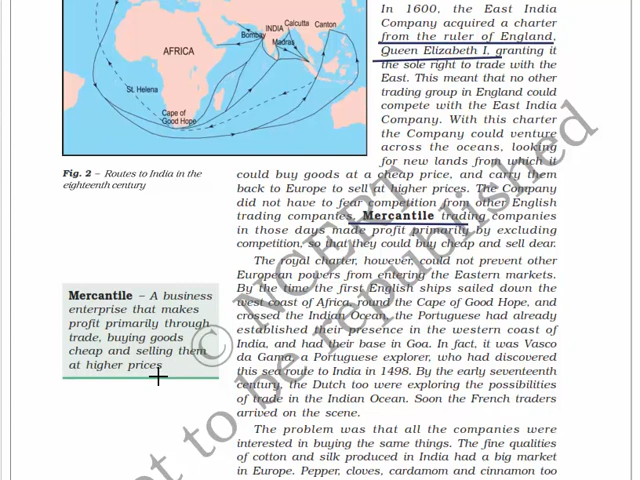 INDIA
Calcutta
Canton
Bombay
Madras
AFRICA
St. Helena
Cape of
Good Hope
Fig. 2 – Routes to India in the
eighteenth century
Mercantile – A business
enterprise that makes
profit primarily through
trade, buying goods
cheap and selling them
at higher prices
In 1600, the East India
Company acquired a charter
from the ruler of England,
Queen Elizabeth I, granting it
the sole right to trade with the
East. This meant that no other
trading group in England could
compete with the East India
Company. With this charter
the Company could venture
across the oceans, looking
for new lands from which it
could buy goods at a cheap price, and carry them
back to Europe to sell at higher prices. The Company
did not have to fear competition from other English
trading companies. Mercantile trading companies
in those days made profit primarily by excluding
competition, so that they could buy cheap and sell dear.
The royal charter, however, could not prevent other
European powers from entering the Eastern markets.
By the time the first English ships sailed down the
west coast of Africa, round the Cape of Good Hope, and
crossed the Indian Ocean, the Portuguese had already
established their presence in the western coast of
India, and had their base in Goa. In fact, it was Vasco
da Gama, a Portuguese explorer, who had discovered
this sea route to India in 1498. By the early seventeenth
century, the Dutch too were exploring the possibilities
of trade in the Indian Ocean. Soon the French traders
arrived on the scene.
The problem was that all the companies were
interested in buying the same things. The fine qualities
of cotton and silk produced in India had a big market
in Europe. Pepper, cloves, cardamom and cinnamon too
© NCERT
not to be republished